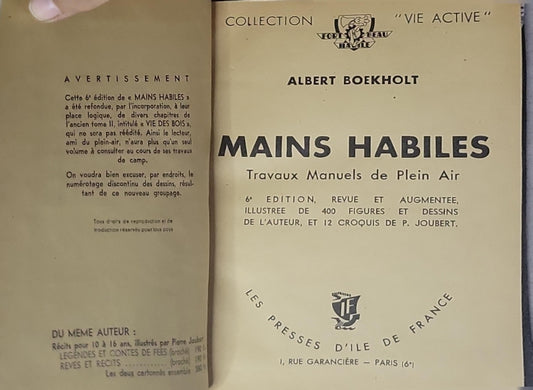 AVERTISSEMENT
Cette 6e édition de « MAINS HABILES »
a été refondue, par l'incorporation, à leur
place logique, de divers chapitres de
l'ancien tome II, intitulé « VIE DES BOIS »,
qui ne sera pas réédité. Ainsi le lecteur,
ami du plein-air, n'aura plus qu'un seul
volume à consulter au cours de ses travaux
de camp.
On voudra bien excuser, par endroits, le
numérotage discontinu des dessins, résul-
tant de ce nouveau groupage.
Tous droits de reproduction et de
traduction réservés pour tous pays
DU MEME AUTEUR :
Récits pour 10 à 16 ans, illustrés par Pierre Joubert
LEGENDES ET CONTES DE FÉES (broché)
REVES ET RECITS (broché)
Les deux cartonnés ensemble
COLLECTION "VIE ACTIVE"
FORT BEAU
HABILE
ALBERT BOEKHOLT
MAINS HABILES
Travaux Manuels de Plein Air
6e EDITION, REVUE ET AUGMENTEE,
ILLUSTREE DE 400 FIGURES ET DESSINS
DE L'AUTEUR, ET 12 CROQUIS DE P. JOUBERT.
IF
LES PRESSES D'ILE DE FRANCE
1, RUE GARANCIÈRE — PARIS (6e)